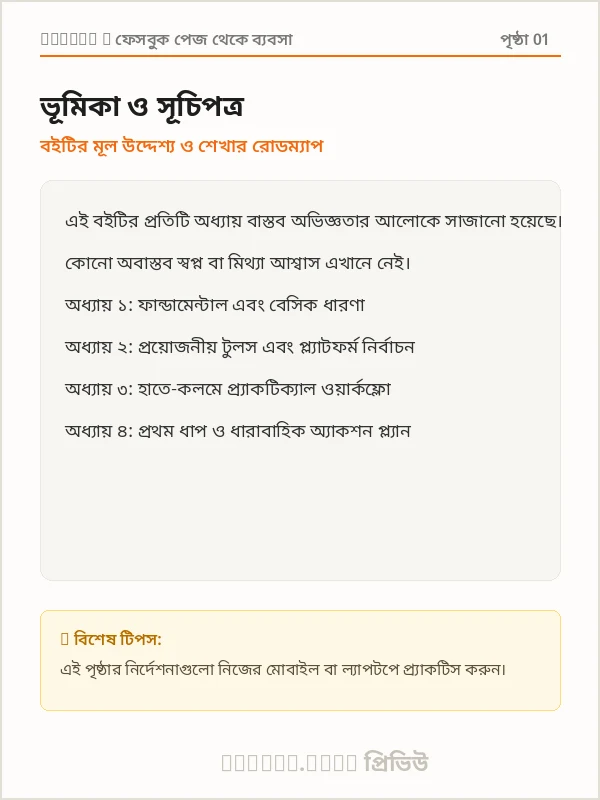 ফেসবুক পেজ থেকে ব্যবসা
পৃষ্ঠা 01
ভূমিকা ও সূচিপত্র
বইটির মূল উদ্দেশ্য ও শেখার রোডম্যাপ
এই বইটির প্রতিটি অধ্যায় বাস্তব অভিজ্ঞতার আলোকে সাজানো হয়েছে।
কোনো অবাস্তব স্বপ্ন বা মিথ্যা আশ্বাস এখানে নেই।
অধ্যায় ১: ফান্ডামেন্টাল এবং বেসিক ধারণা
অধ্যায় ২: প্রয়োজনীয় টুলস এবং প্ল্যাটফর্ম নির্বাচন
অধ্যায় ৩: হাতে-কলমে প্র্যাকটিক্যাল ওয়ার্কফ্লো
অধ্যায় ৪: প্রথম ধাপ ও ধারাবাহিক অ্যাকশন প্ল্যান
বিশেষ টিপস:
এই পৃষ্ঠার নির্দেশনাগুলো নিজের মোবাইল বা ল্যাপটপে প্র্যাকটিস করুন।
প্রিভিউ